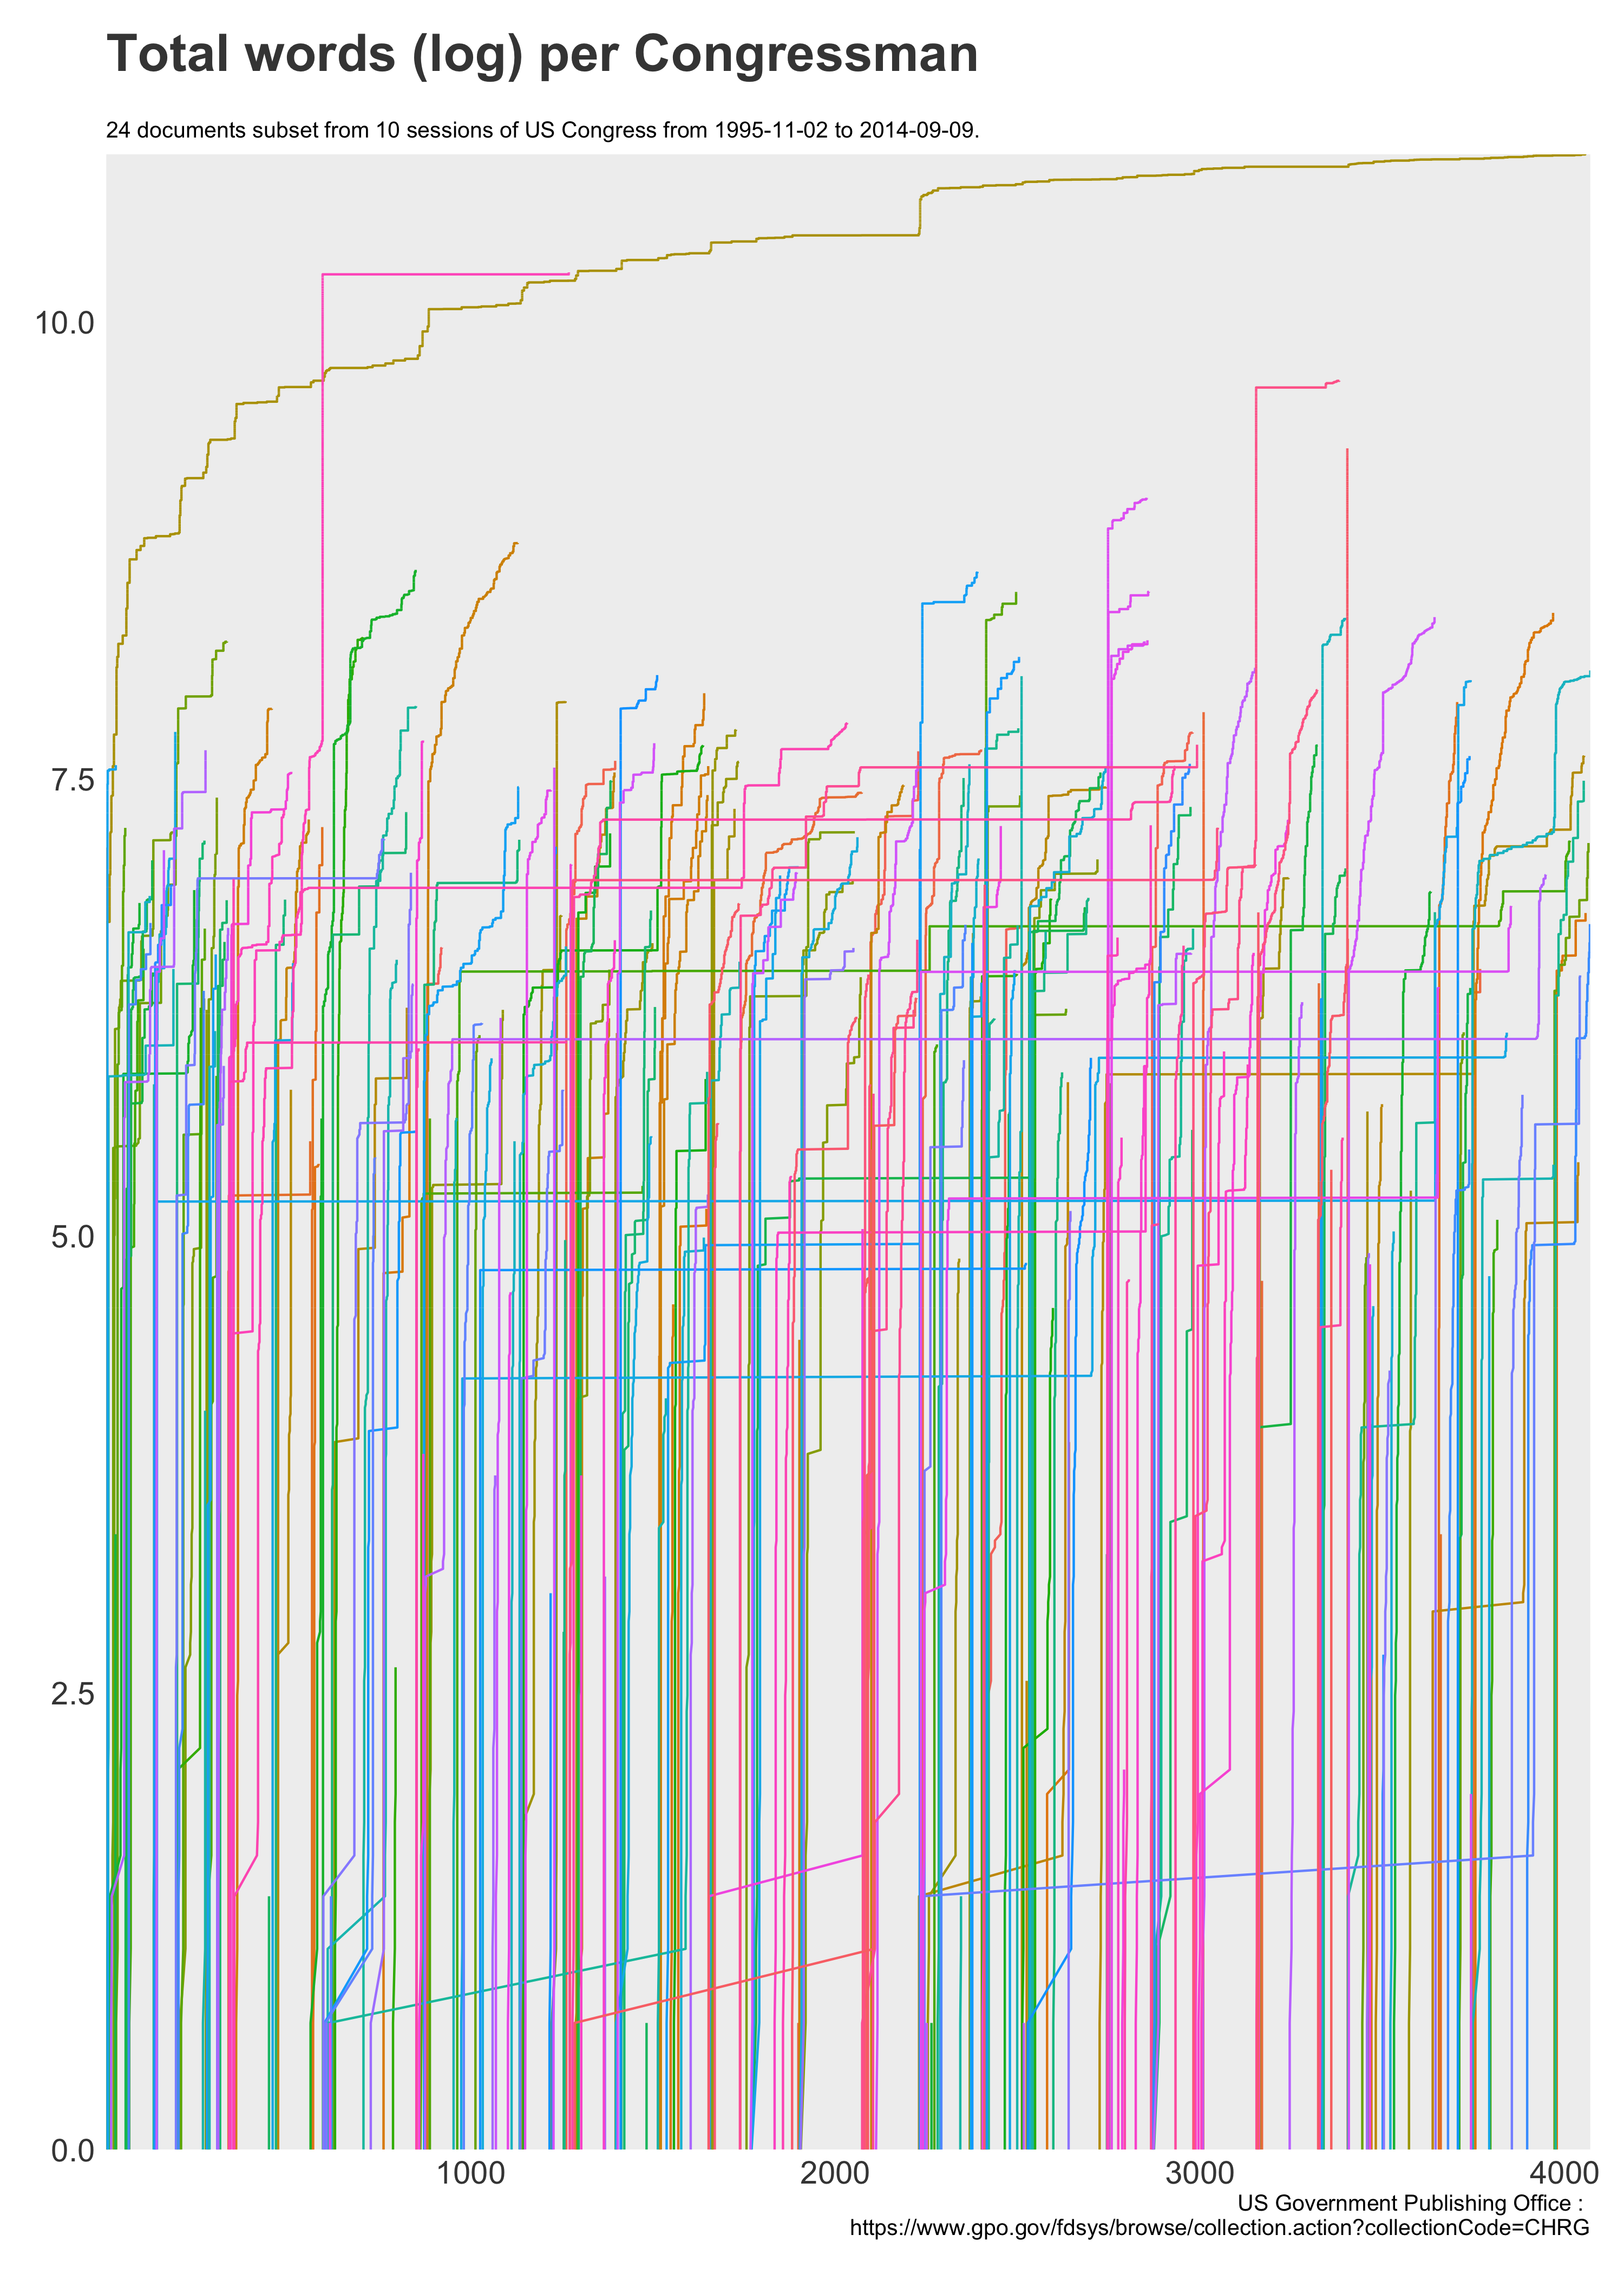 Total words (log) per Congressman
24 documents subset from 10 sessions of US Congress from 1995-11-02 to 2014-09-09.
10.0
7.5
5.0
2.5
0.0
1000 2000 3000 4000
US Government Publishing Office :
https://www.gpo.gov/fdsys/browse/collection.action?collectionCode=CHRG